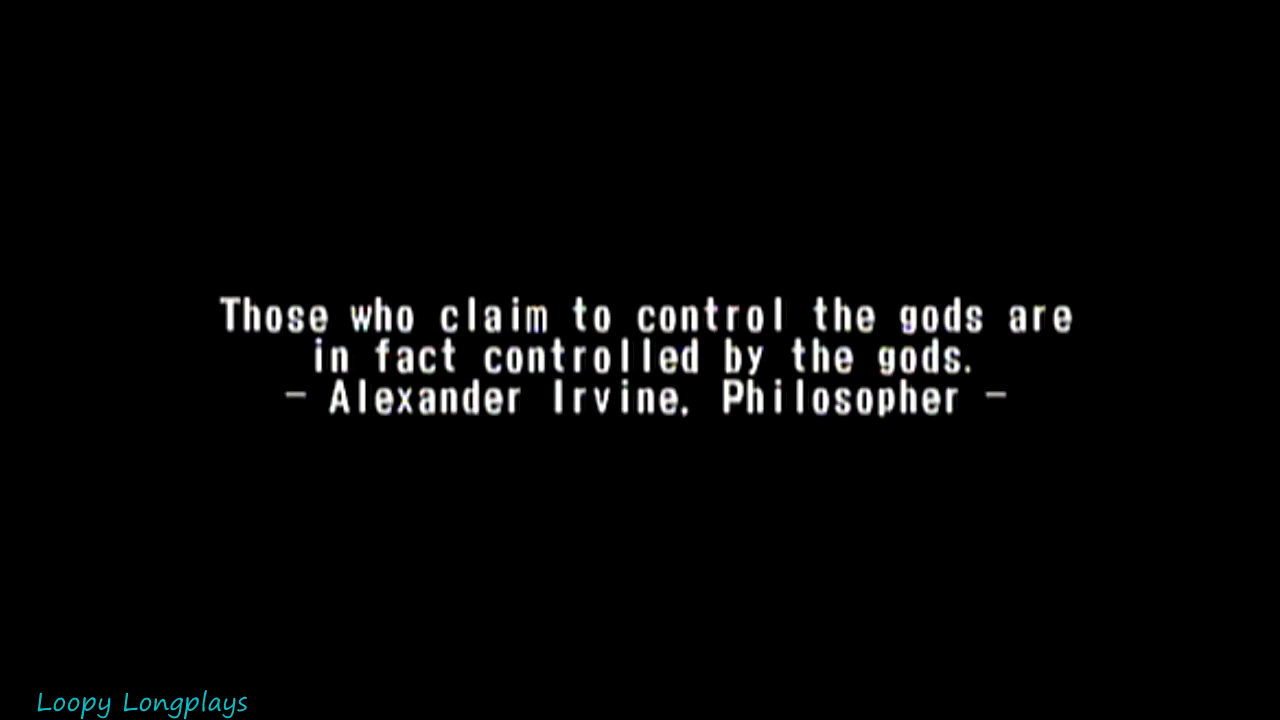 Those who claim to control the gods are
in fact controlled by the gods.
- Alexander Irvine, Philosopher -
Loopy Longplays